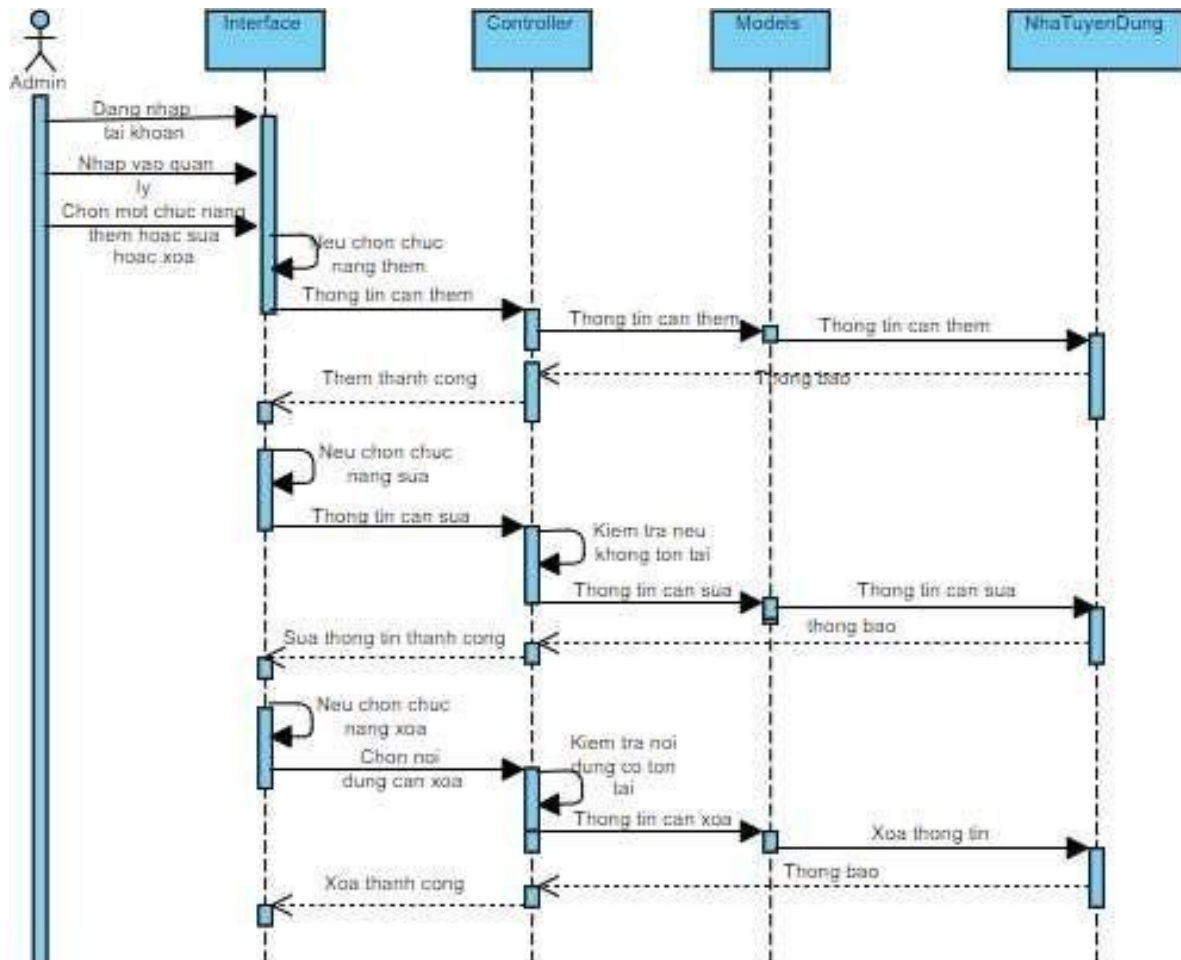 Interface
Controller
Models
NhaTuyenDung
Admin
Dang nhap
tai khoan
Nhap vao quan
ly
Chon mot chuc nang
them hoac sua
hoac xoa
Neu chon chuc
nang them
Thong tin can them
Thong tin can them
Thong tin can them
Thong bao
Them thanh cong
Neu chon chuc
nang sua
Thong tin can sua
Kiem tra neu
khong ton tai
Thong tin can sua
Thong tin can sua
thong bao
Sua thong tin thanh cong
Neu chon chuc
nang xoa
Chon noi
dung can xoa
Kiem tra noi
dung co ton
tai
Thong tin can xoa
Xoa thong tin
Thong bao
Xoa thanh cong